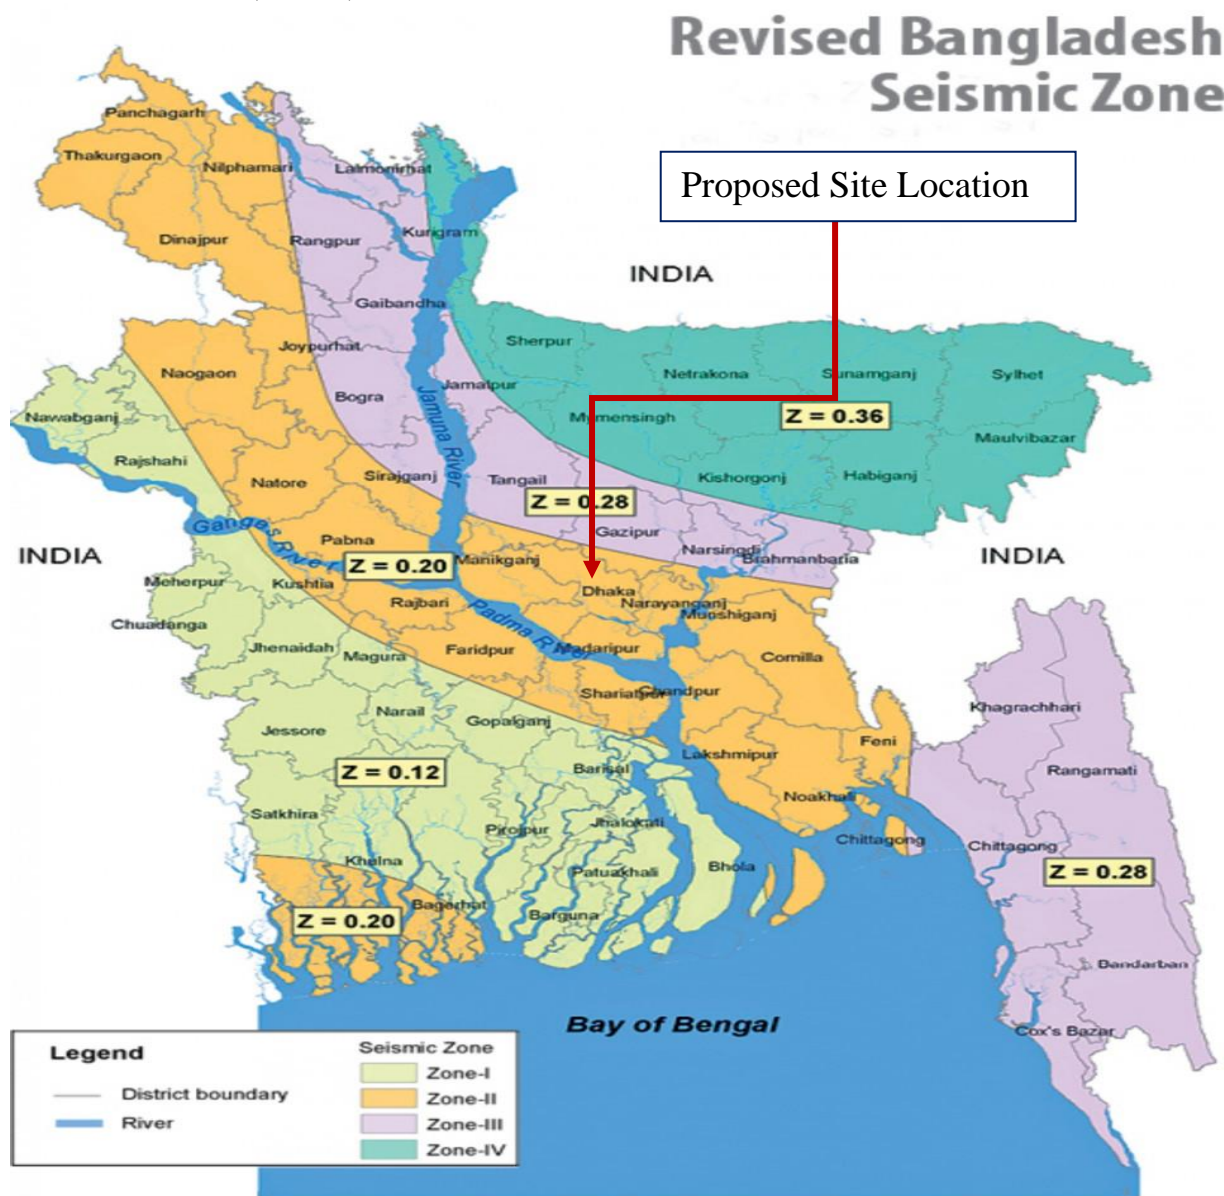 Revised Bangladesh
Seismic Zone
Proposed Site Location
Panchagarh
Thakurgaon
Nilphamari
Lalmonirhat
Dinajpur
Rangpur
Kurigram
INDIA
Gaibandha
Joypurhat
Sherpur
Naogaon
Netrakona
Sunamganj
Sylhet
Jamalpur
Bogra
Nawabganj
Mymensingh
Z = 0.36
Jamuna River
Maulvibazar
Rajshahi
Natore
Sirajganj
Tangail
Kishorgonj
Habiganj
Z = 0.28
Ganges River
Gazipur
Pabna
INDIA
Z = 0.20
Manikganj
Narsingdi
Brahmanbaria
INDIA
Meherpur
Kushtia
Dhaka
Rajbari
Narayanganj
Munshiganj
Padma River
Chuadanga
Jhenaidah
Magura
Faridpur
Madaripur
Comilla
Shariatpur
Chandpur
Narail
Gopalganj
Khagrachhari
Jessore
Lakshmipur
Feni
Z = 0.12
Barisal
Rangamati
Noakhali
Satkhira
Pirojpur
Jhalokati
Chittagong
Chittagong
Khulna
Patuakhali
Bhola
Z = 0.28
Bagerhat
Barguna
Z = 0.20
Bandarban
Bay of Bengal
Cox's Bazar
Legend
District boundary
River
Seismic Zone
Zone-I
Zone-II
Zone-III
Zone-IV